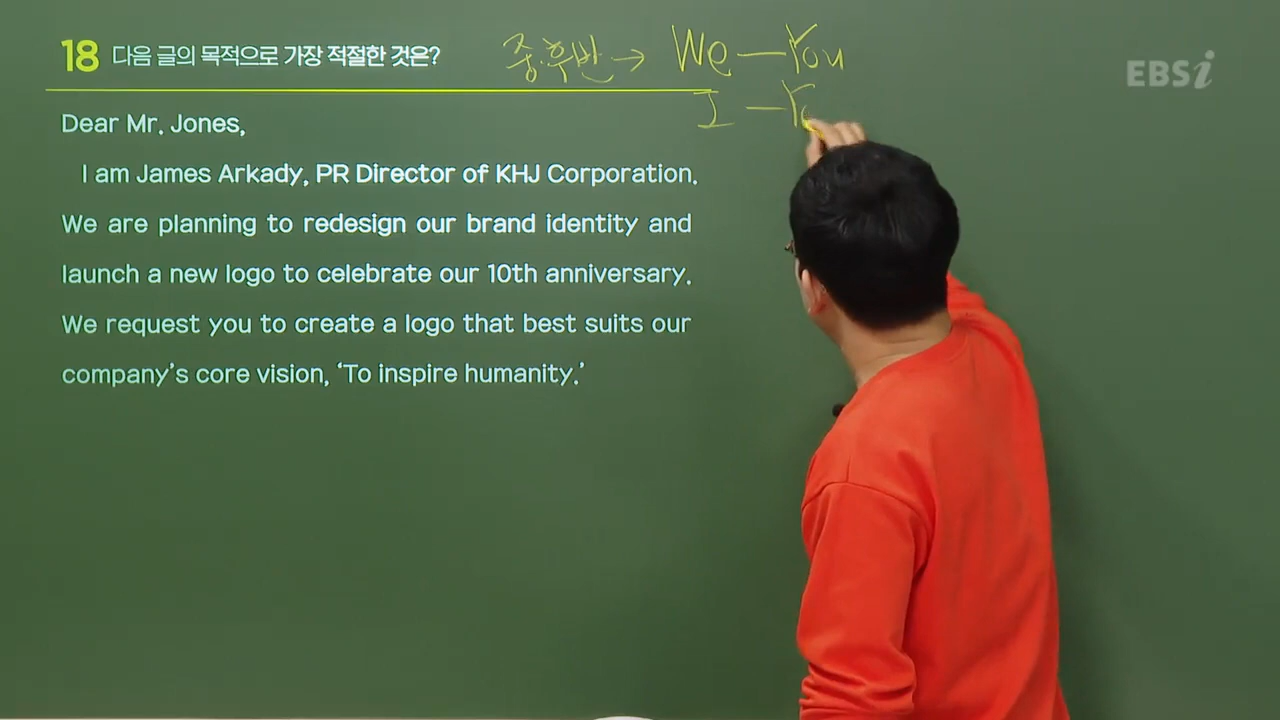 18 다음 글의 목적으로 가장 적절한 것은?
중·후반 → We — You
I — Yo
EBSi
Dear Mr. Jones,
I am James Arkady, PR Director of KHJ Corporation.
We are planning to redesign our brand identity and
launch a new logo to celebrate our 10th anniversary.
We request you to create a logo that best suits our
company's core vision, ‘To inspire humanity.’